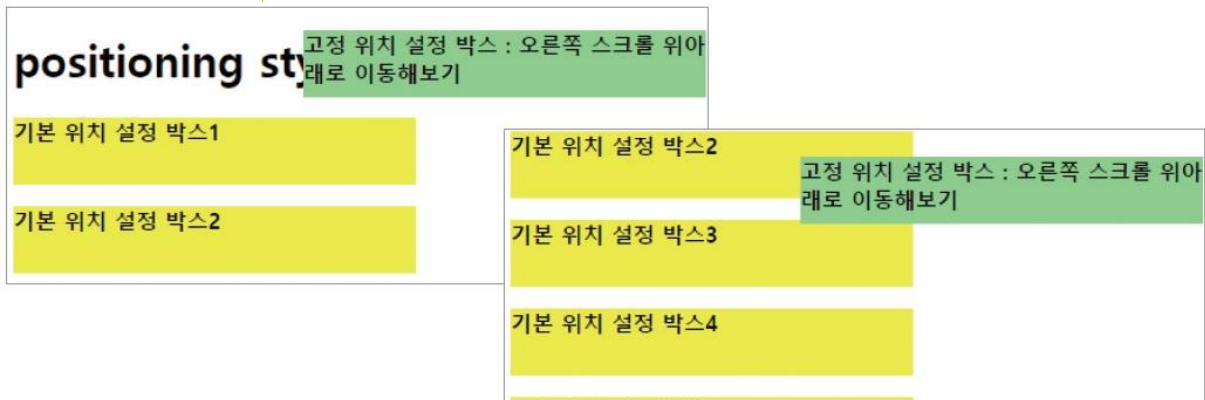 positioning sty
고정 위치 설정 박스 : 오른쪽 스크롤 위아
래로 이동해보기
기본 위치 설정 박스1
기본 위치 설정 박스2
기본 위치 설정 박스2
고정 위치 설정 박스 : 오른쪽 스크롤 위아
래로 이동해보기
기본 위치 설정 박스3
기본 위치 설정 박스4